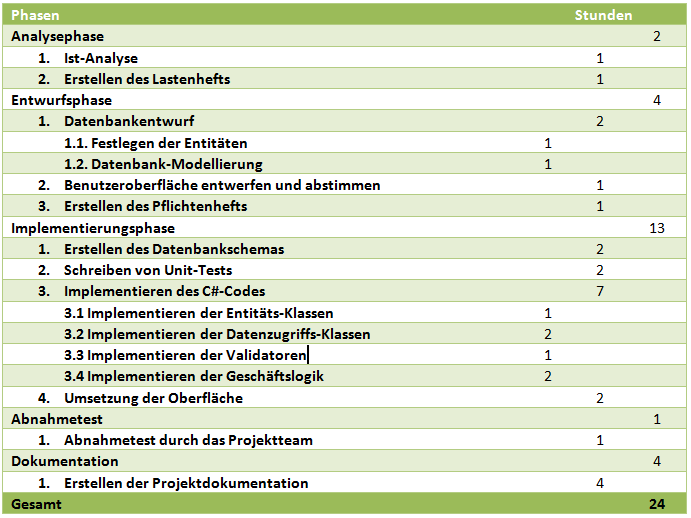 Phasen Stunden
Analysephase 2
1. Ist-Analyse 1
2. Erstellen des Lastenhefts 1
Entwurfsphase 4
1. Datenbankentwurf 2
1.1. Festlegen der Entitäten 1
1.2. Datenbank-Modellierung 1
2. Benutzeroberfläche entwerfen und abstimmen 1
3. Erstellen des Pflichtenhefts 1
Implementierungsphase 13
1. Erstellen des Datenbankschemas 2
2. Schreiben von Unit-Tests 2
3. Implementieren des C#-Codes 7
3.1 Implementieren der Entitäts-Klassen 1
3.2 Implementieren der Datenzugriffs-Klassen 2
3.3 Implementieren der Validatoren 1
3.4 Implementieren der Geschäftslogik 2
4. Umsetzung der Oberfläche 2
Abnahmetest 1
1. Abnahmetest durch das Projektteam 1
Dokumentation 4
1. Erstellen der Projektdokumentation 4
Gesamt 24